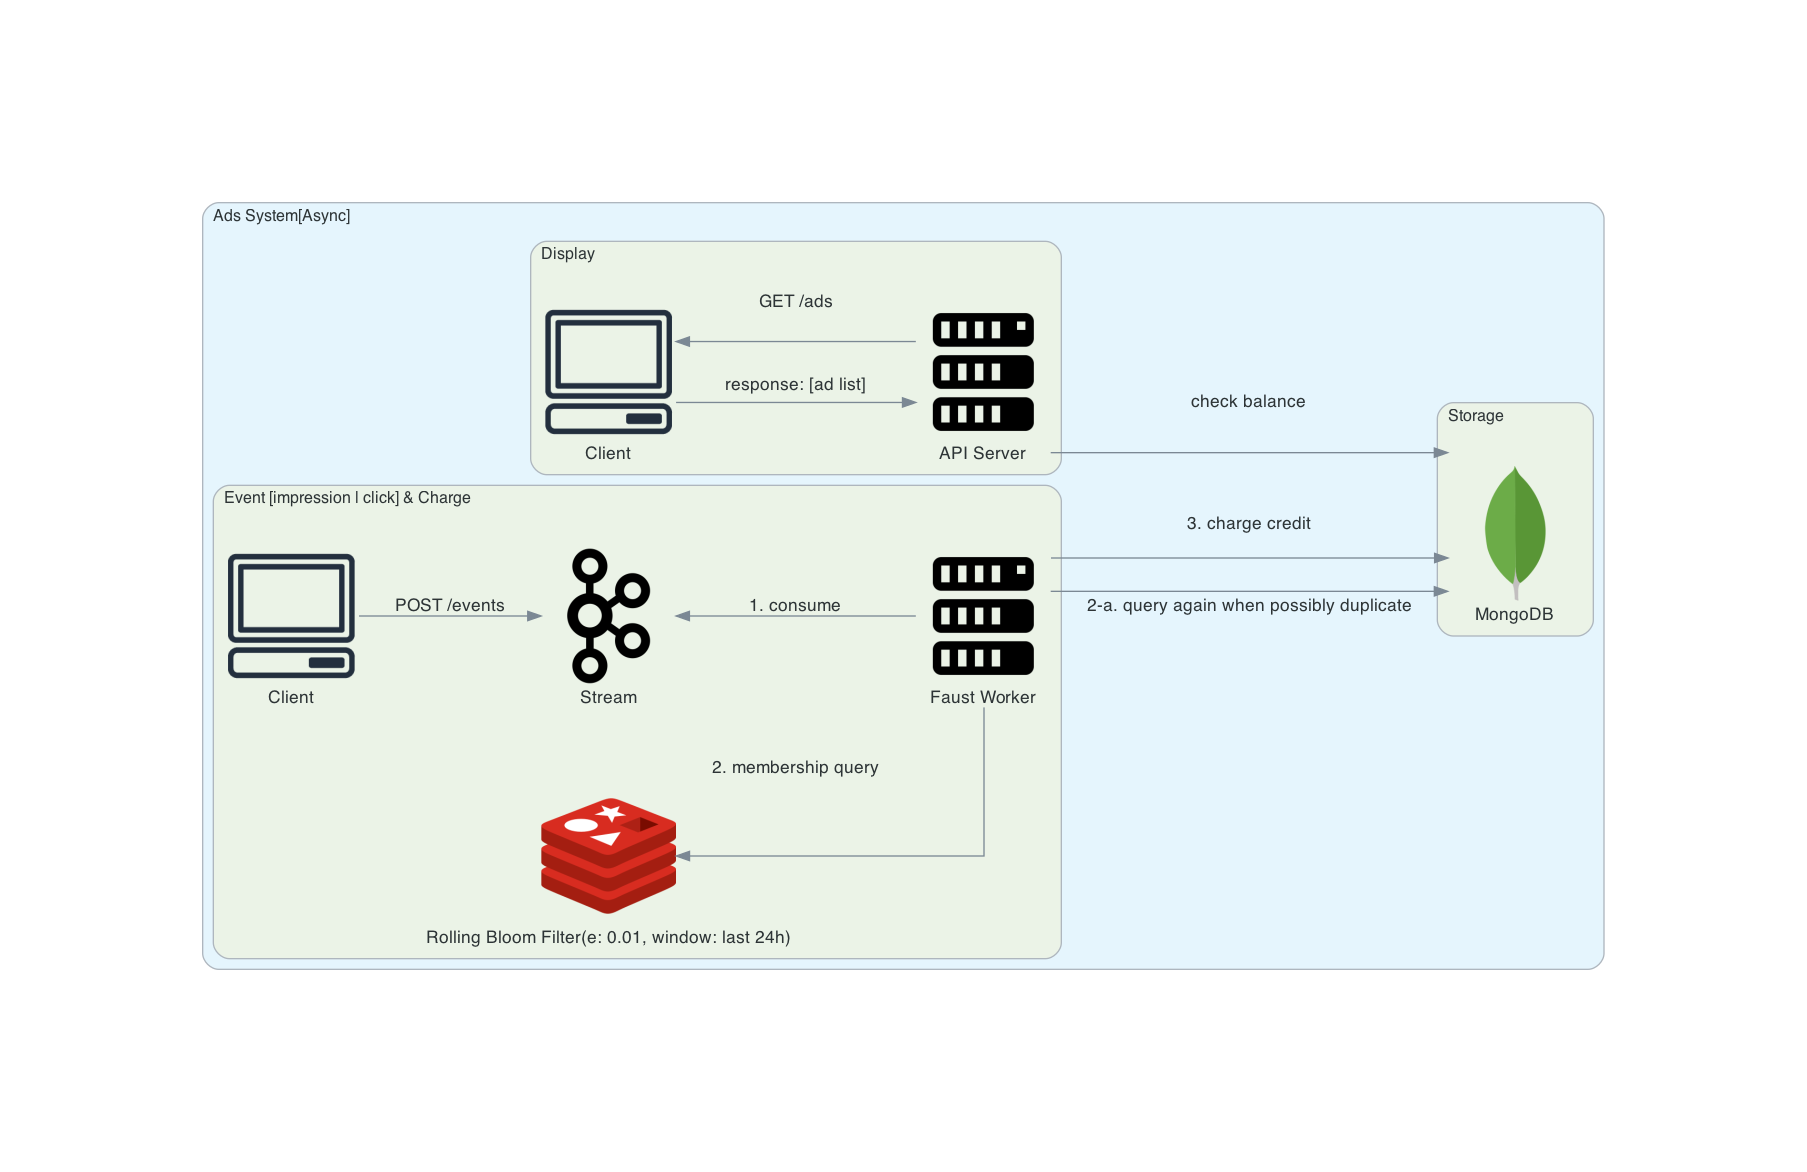 Ads System[Async]
Display
GET /ads
response: [ad list]
Client
API Server
check balance
Storage
MongoDB
Event [impression | click] & Charge
3. charge credit
POST /events
1. consume
2-a. query again when possibly duplicate
Client
Stream
Faust Worker
2. membership query
Rolling Bloom Filter(e: 0.01, window: last 24h)